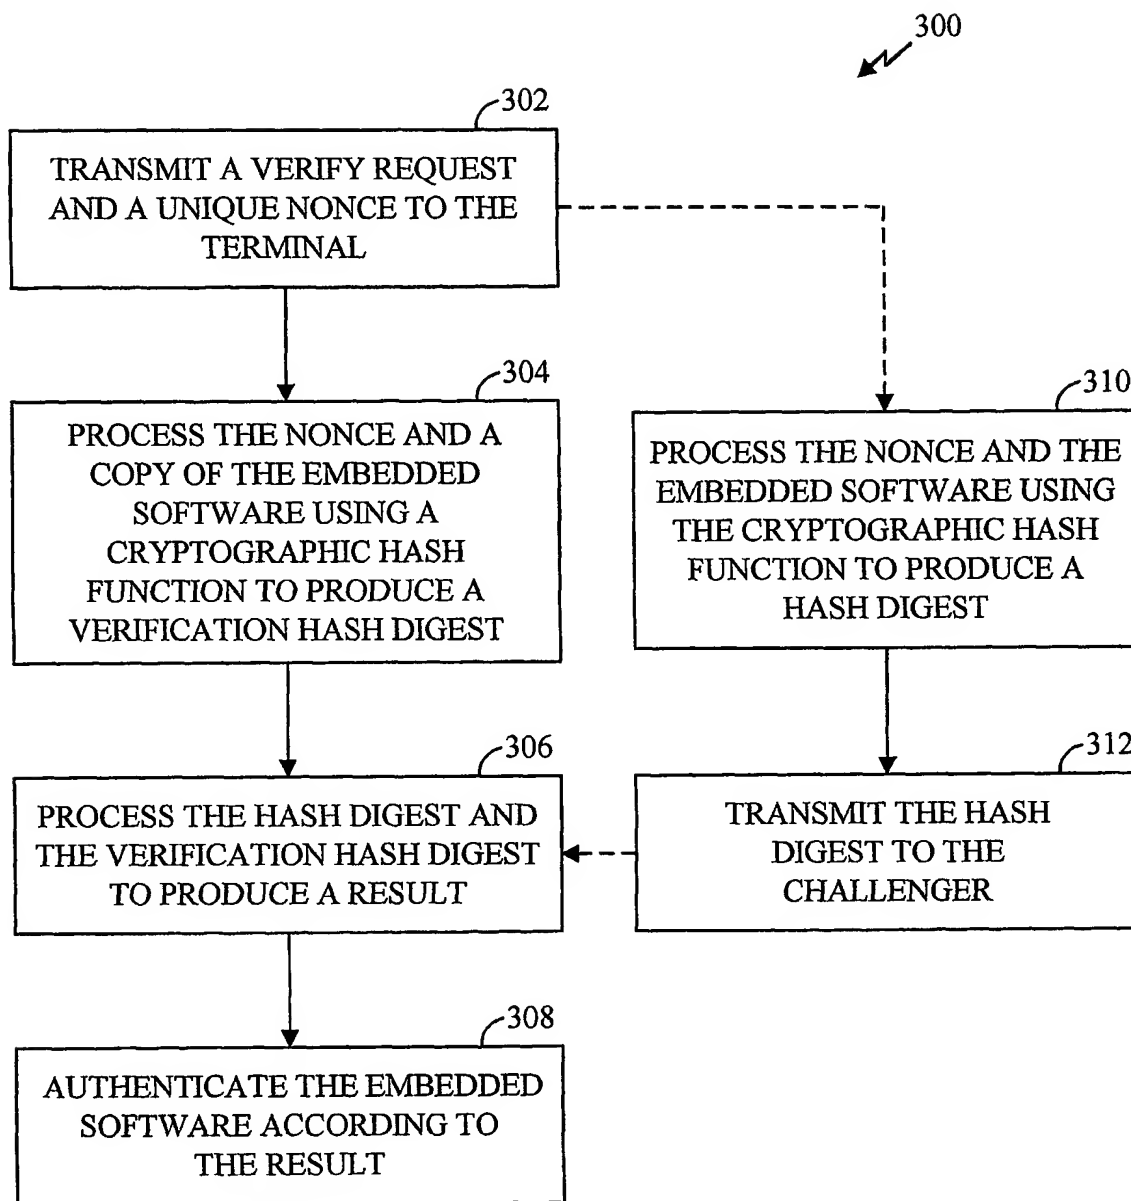 300
302
TRANSMIT A VERIFY REQUEST
AND A UNIQUE NONCE TO THE
TERMINAL
304
PROCESS THE NONCE AND A
COPY OF THE EMBEDDED
SOFTWARE USING A
CRYPTOGRAPHIC HASH
FUNCTION TO PRODUCE A
VERIFICATION HASH DIGEST
310
PROCESS THE NONCE AND THE
EMBEDDED SOFTWARE USING
THE CRYPTOGRAPHIC HASH
FUNCTION TO PRODUCE A
HASH DIGEST
306
PROCESS THE HASH DIGEST AND
THE VERIFICATION HASH DIGEST
TO PRODUCE A RESULT
312
TRANSMIT THE HASH
DIGEST TO THE
CHALLENGER
308
AUTHENTICATE THE EMBEDDED
SOFTWARE ACCORDING TO
THE RESULT